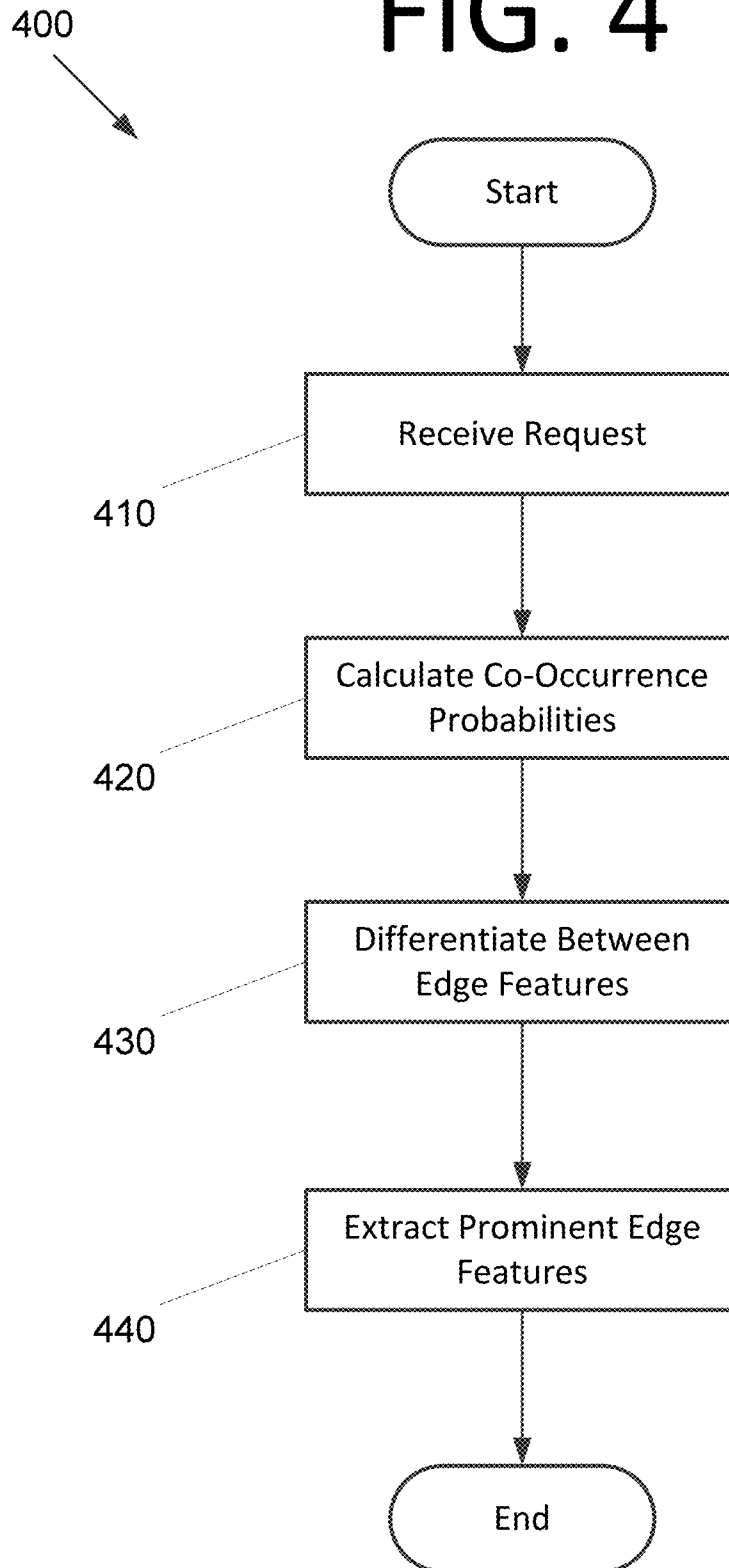 400
FIG. 4
Start
Receive Request
410
Calculate Co-Occurrence
Probabilities
420
Differentiate Between
Edge Features
430
Extract Prominent Edge
Features
440
End